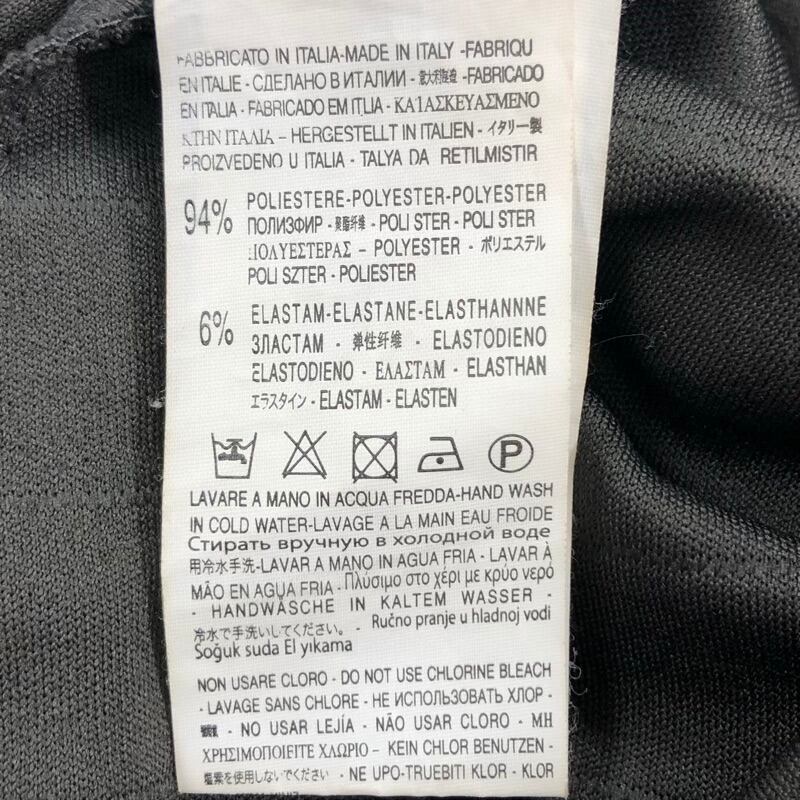 FABBRICATO IN ITALIA-MADE IN ITALY -FABRIQU
EN ITALIE - СДЕЛАНО В ИТАЛИИ - 意大利制造 - FABRICADO
EN ITALIA - FABRICADO EM ITLIA - ΚΑΊΑΣΚΕΥΑΣΜΕΝΟ
ΣΤΗΝ ΙΤΑΛΙΑ – HERGESTELLT IN ITALIEN - イタリー製
PROIZVEDENO U ITALIA - TALYA DA RETILMISTIR
94% POLIESTERE-POLYESTER-POLYESTER
ПОЛИЗФИР - 聚酯纤维 - POLI STER - POLI STER
ΠΟΛΥΕΣΤΕΡΑΣ – POLYESTER - ポリエステル
POLI SZTER - POLIESTER
6% ELASTAM-ELASTANE-ELASTHANNNE
ЗЛАСТАМ - 弹性纤维 - ELASTODIENO
ELASTODIENO - ΕΛΑΣΤΑΜ - ELASTHAN
エラスタイン - ELASTAM - ELASTEN
P
LAVARE A MANO IN ACQUA FREDDA-HAND WASH
IN COLD WATER-LAVAGE A LA MAIN EAU FROIDE
Стирать вручную в холодной воде
用冷水手洗-LAVAR A MANO IN AGUA FRIA - LAVAR À
MÃO EN AGUA FRIA - Πλύσιμο στο χέρι με κρύο νερό
- HANDWÄSCHE IN KALTEM WASSER -
冷水で手洗いしてください。 - Ručno pranje u hladnoj vodi
Soğuk suda El yıkama
NON USARE CLORO - DO NOT USE CHLORINE BLEACH
- LAVAGE SANS CHLORE - НЕ ИСПОЛЬЗОВАТЬ ХЛОР -
- NO USAR LEJÍA - NÃO USAR CLORO - ΜΗ
ΧΡΗΣΙΜΟΠΟΙΕΙΤΕ ΧΛΩΡΙΟ – KEIN CHLOR BENUTZEN -
塩素を使用しないでください - NE UPO-TRUEBITI KLOR - KLOR